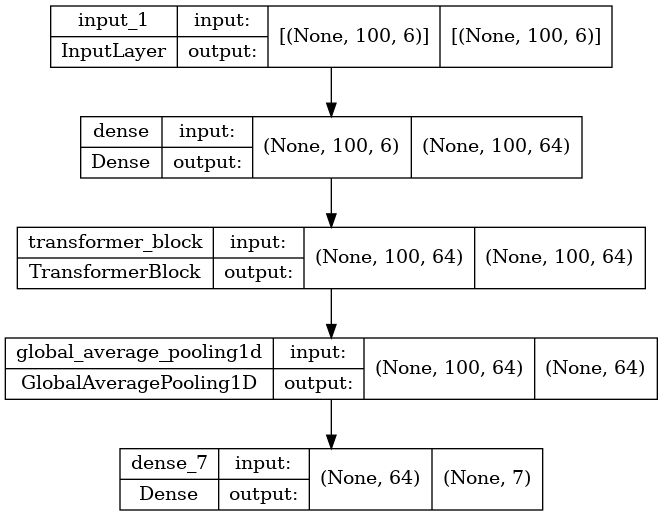 input_1 input: [(None, 100, 6)] [(None, 100, 6)]
InputLayer output:
dense input: (None, 100, 6) (None, 100, 64)
Dense output:
transformer_block input: (None, 100, 64) (None, 100, 64)
TransformerBlock output:
global_average_pooling1d input: (None, 100, 64) (None, 64)
GlobalAveragePooling1D output:
dense_7 input: (None, 64) (None, 7)
Dense output: